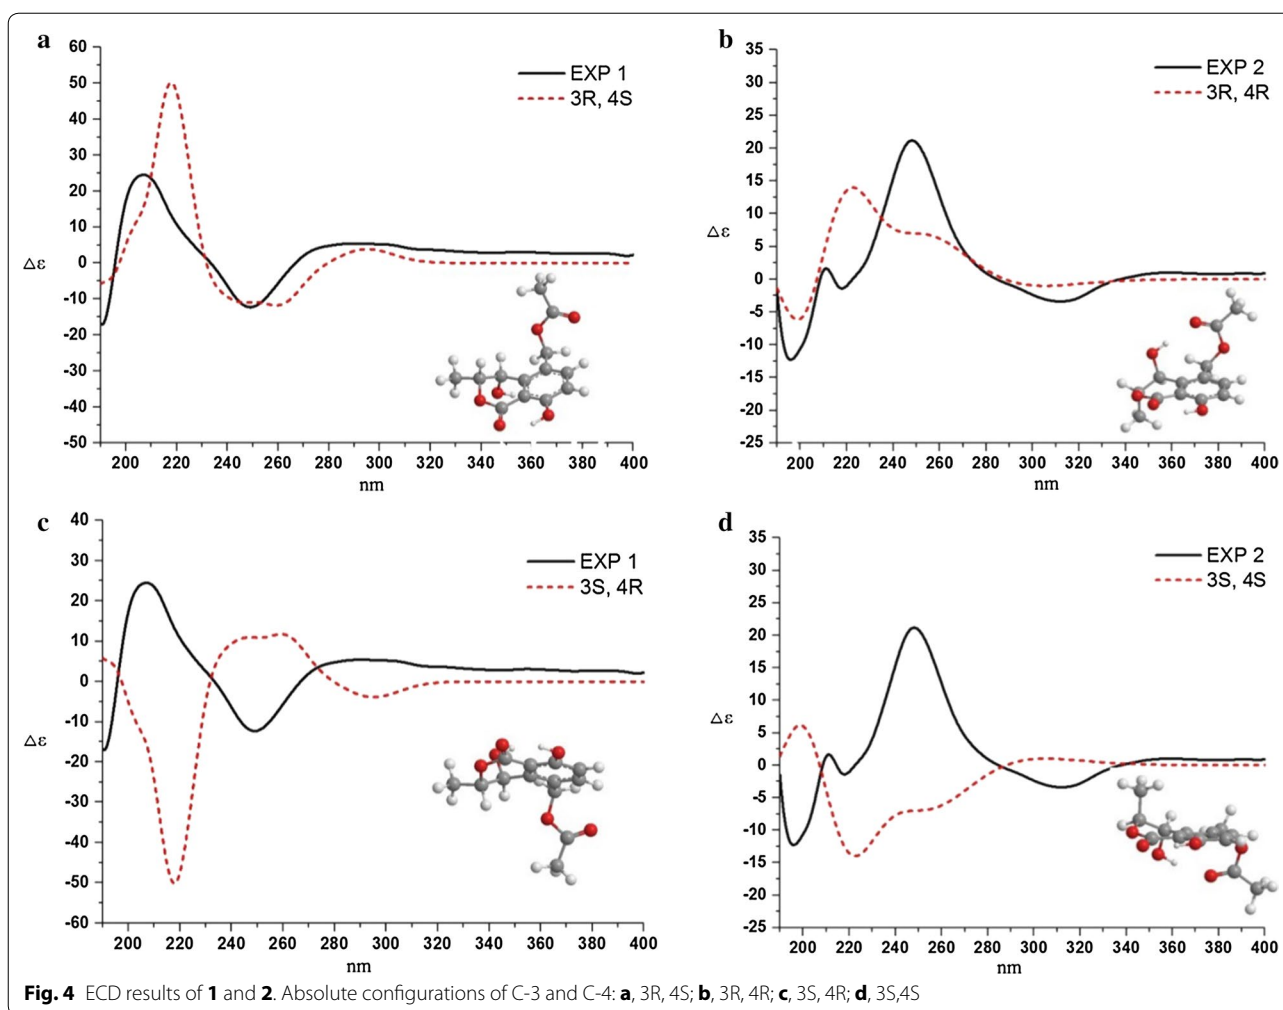 a
EXP 1
3R, 4S
60
50
40
30
20
10
0
-10
-20
-30
-40
-50
△ε
200 220 240 260 280 300 320 340 360 380 400
nm
b
EXP 2
3R, 4R
35
30
25
20
15
10
5
0
-5
-10
-15
-20
-25
△ε
200 220 240 260 280 300 320 340 360 380 400
nm
c
EXP 1
3S, 4R
40
30
20
10
0
-10
-20
-30
-40
-50
-60
△ε
200 220 240 260 280 300 320 340 360 380 400
nm
d
EXP 2
3S, 4S
35
30
25
20
15
10
5
0
-5
-10
-15
-20
-25
△ε
200 220 240 260 280 300 320 340 360 380 400
nm
Fig. 4 ECD results of 1 and 2. Absolute configurations of C-3 and C-4: a, 3R, 4S; b, 3R, 4R; c, 3S, 4R; d, 3S,4S